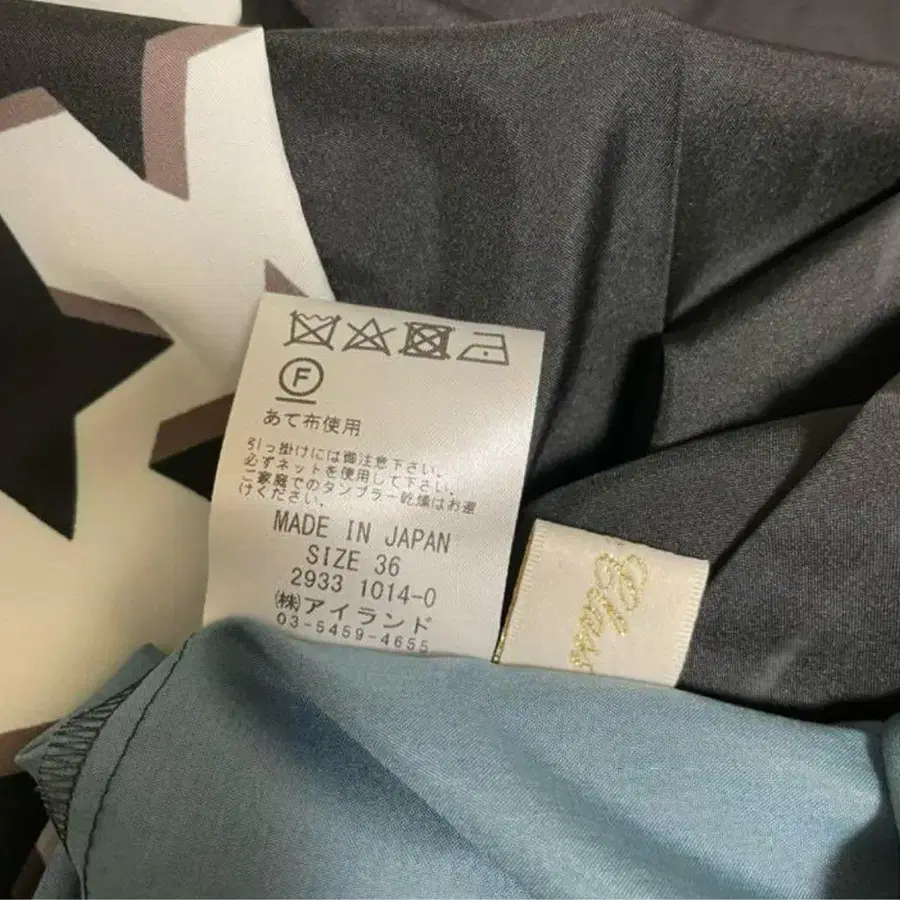 F
あて布使用
引っ掛けには御注意下さい。
必ずネットを使用して下さい。
ご家庭でのタンブラー乾燥はお避
けください。
MADE IN JAPAN
SIZE 36
2933 1014-0
(株)アイランド
03-5459-4655